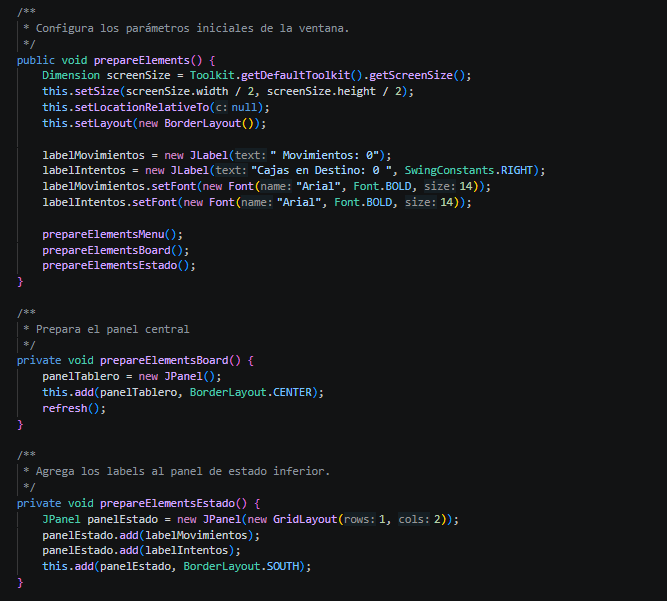 /**
 * Configura los parámetros iniciales de la ventana.
 */
public void prepareElements() {
    Dimension screenSize = Toolkit.getDefaultToolkit().getScreenSize();
    this.setSize(screenSize.width / 2, screenSize.height / 2);
    this.setLocationRelativeTo(c: null);
    this.setLayout(new BorderLayout());

    labelMovimientos = new JLabel(text: " Movimientos: 0");
    labelIntentos = new JLabel(text: "Cajas en Destino: 0 ", SwingConstants.RIGHT);
    labelMovimientos.setFont(new Font(name: "Arial", Font.BOLD, size: 14));
    labelIntentos.setFont(new Font(name: "Arial", Font.BOLD, size: 14));

    prepareElementsMenu();
    prepareElementsBoard();
    prepareElementsEstado();
}

/**
 * Prepara el panel central
 */
private void prepareElementsBoard() {
    panelTablero = new JPanel();
    this.add(panelTablero, BorderLayout.CENTER);
    refresh();
}

/**
 * Agrega los labels al panel de estado inferior.
 */
private void prepareElementsEstado() {
    JPanel panelEstado = new JPanel(new GridLayout(rows: 1, cols: 2));
    panelEstado.add(labelMovimientos);
    panelEstado.add(labelIntentos);
    this.add(panelEstado, BorderLayout.SOUTH);
}